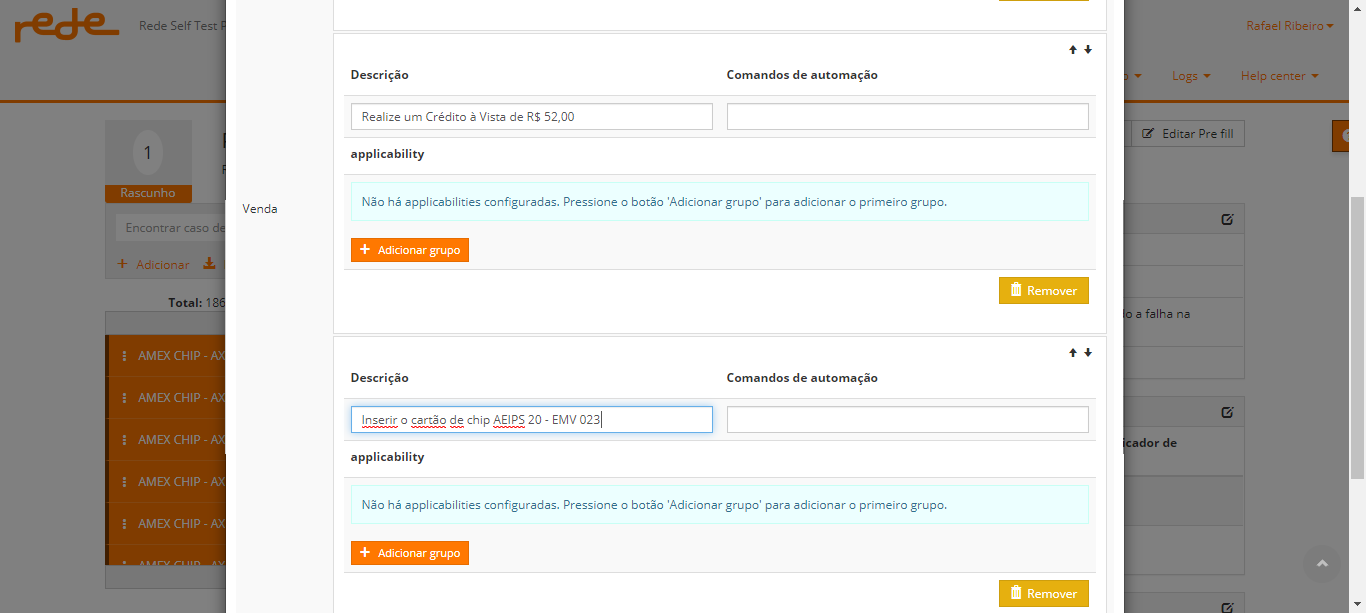 rede
Rede Self Test
Rafael Ribeiro
Logs
Help center
1
Rascunho
Editar Pre fill
Encontrar caso de
Adicionar
Total: 186
AMEX CHIP - AX
AMEX CHIP - AX
AMEX CHIP - AX
AMEX CHIP - AX
AMEX CHIP - AX
AMEX CHIP - AX
Venda
Descrição
Comandos de automação
Realize um Crédito à Vista de R$ 52,00
applicability
Não há applicabilities configuradas. Pressione o botão 'Adicionar grupo' para adicionar o primeiro grupo.
Adicionar grupo
Remover
Descrição
Comandos de automação
Inserir o cartão de chip AEIPS 20 - EMV 023
applicability
Não há applicabilities configuradas. Pressione o botão 'Adicionar grupo' para adicionar o primeiro grupo.
Adicionar grupo
Remover
do a falha na
icador de